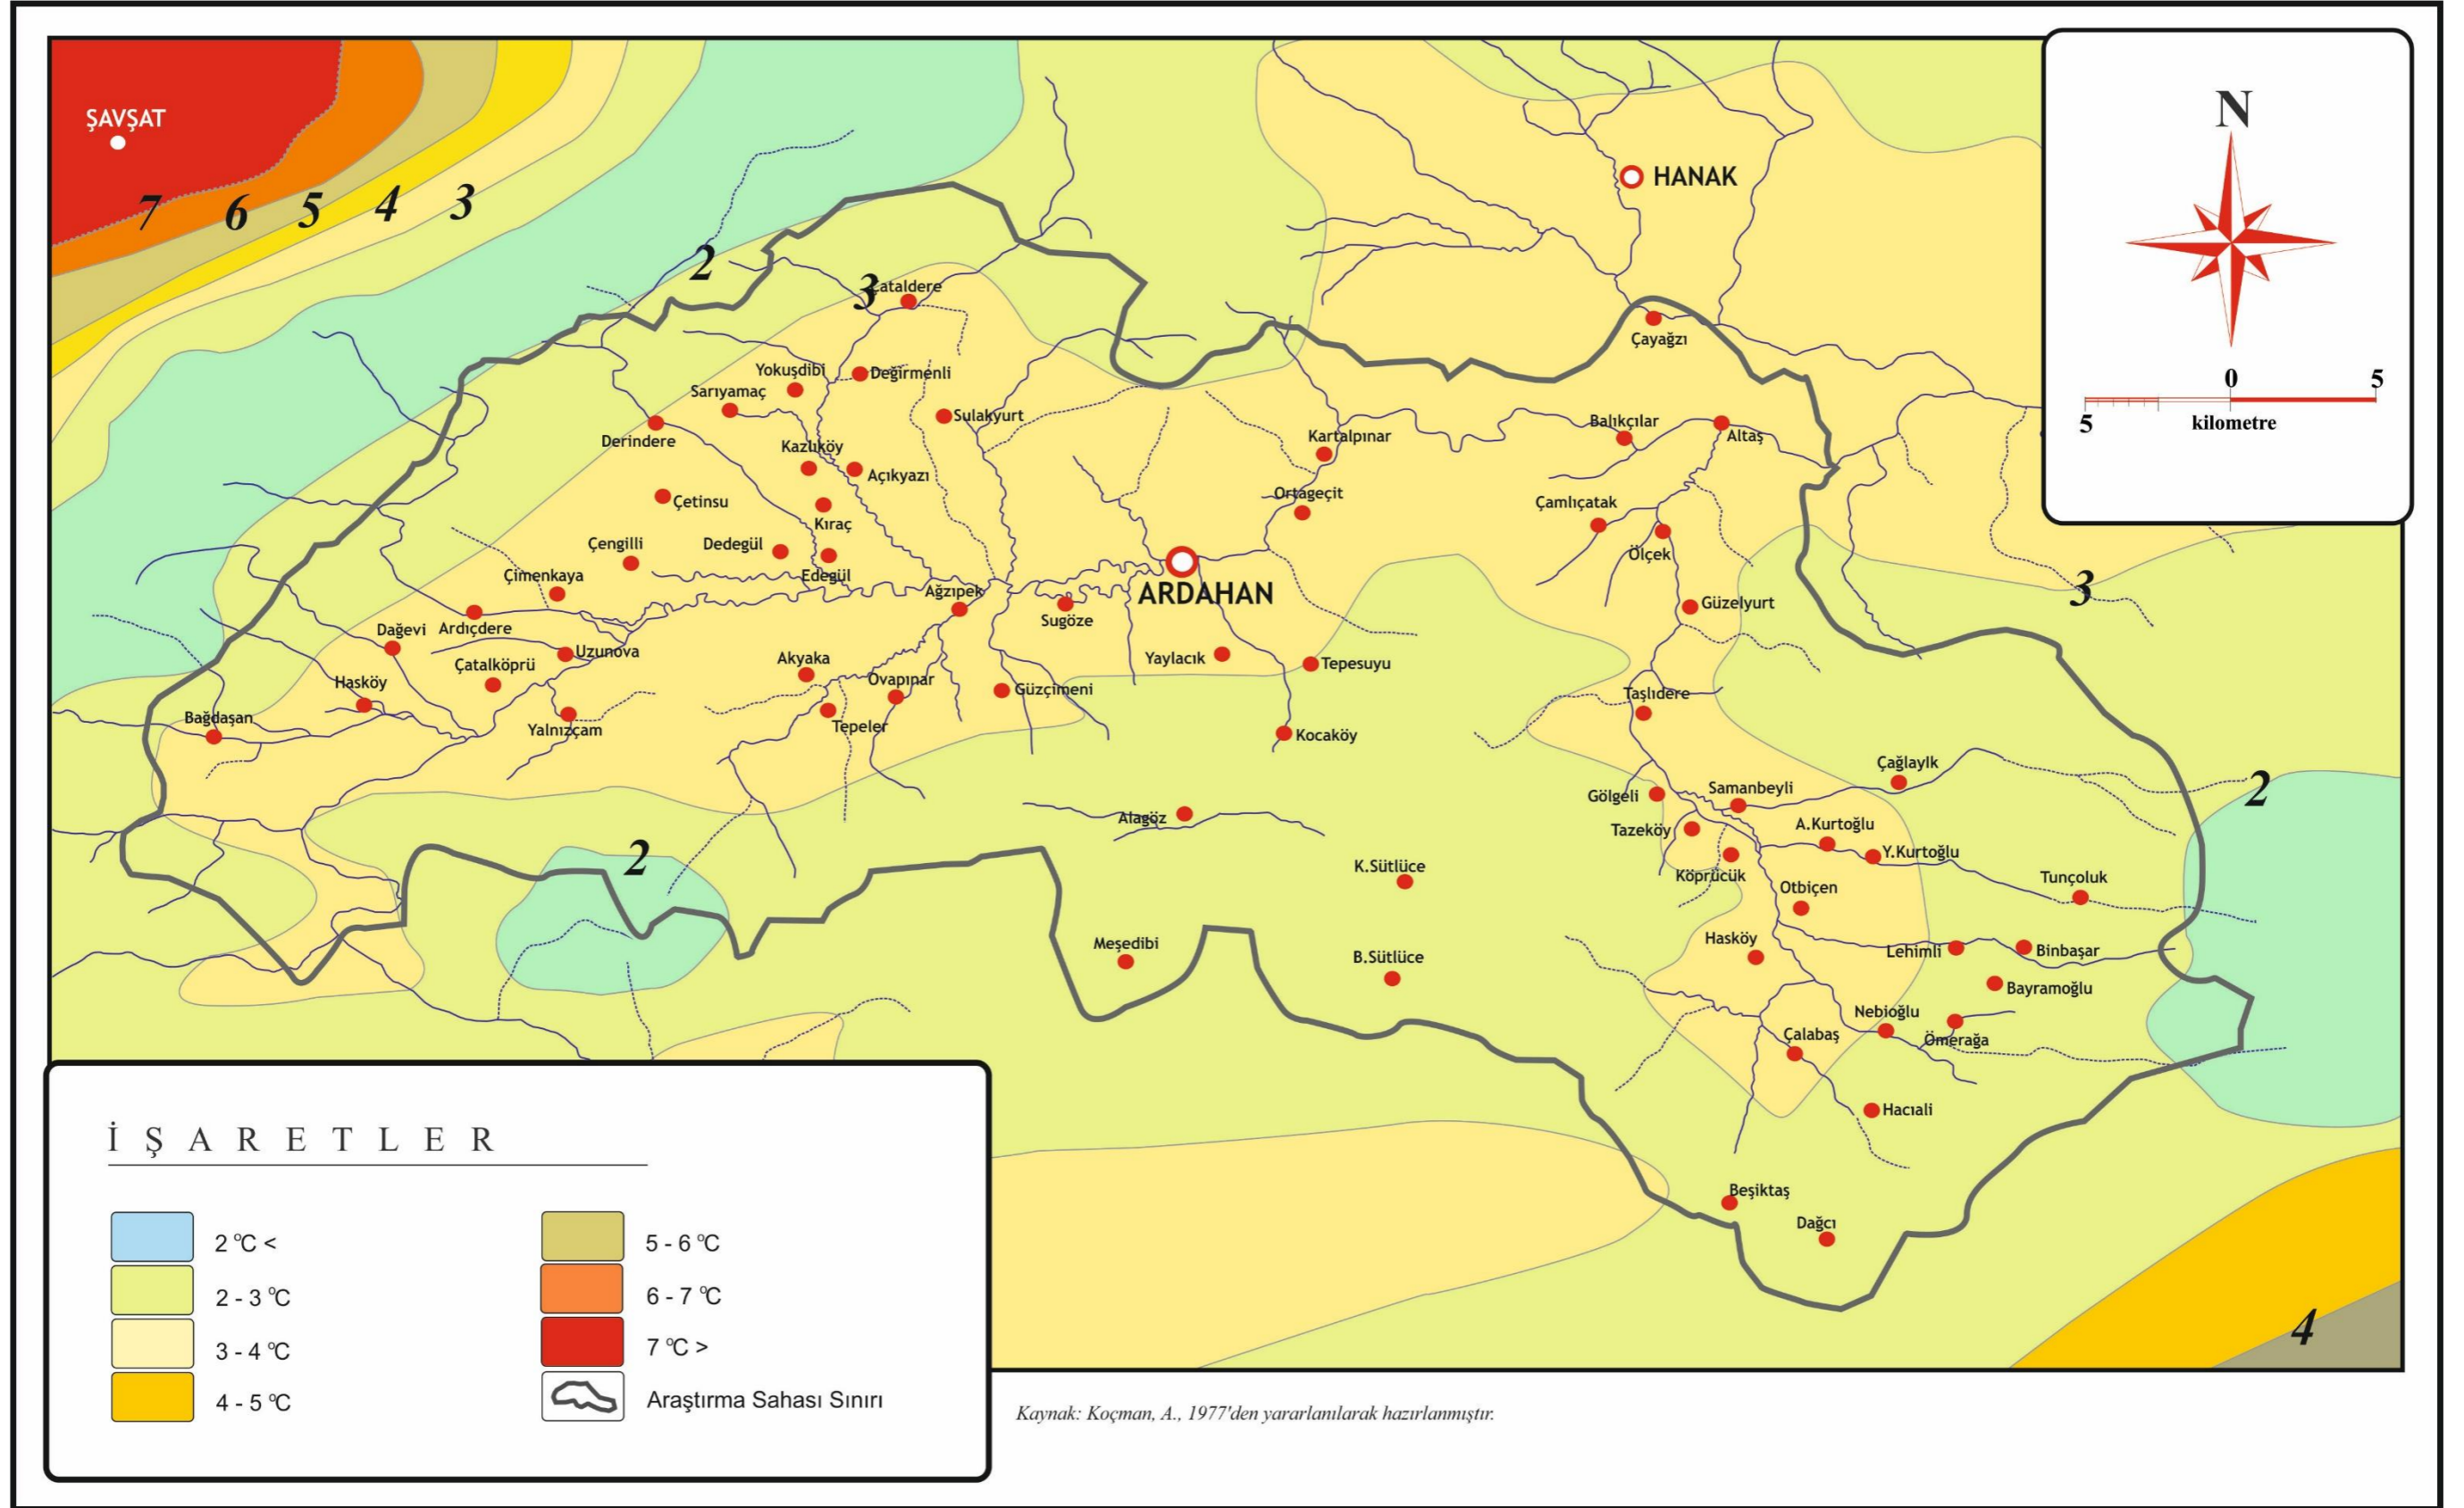 ŞAVŞAT
7
6
5
4
3
2
3
Çataldere
HANAK
N
0
5
5
kilometre
Çayağzı
Yokuşdibi
Değirmenli
Sarıyamaç
Sulakyurt
Derindere
Kazlıköy
Açıkyazı
Kartalpınar
Balıkçılar
Altaş
Çetinsu
Kıraç
Ortageçit
Çamlıçatak
Çengilli
Dedegül
Ölçek
Çimenkaya
Edegül
Ağzıpek
ARDAHAN
3
Güzelyurt
Dağevi
Ardıçdere
Sugöze
Uzunova
Çatalköprü
Akyaka
Yaylacık
Tepesuyu
Hasköy
Ovapınar
Güzçimeni
Taşlıdere
Bağdaşan
Yalnızçam
Tepeler
Kocaköy
Çağlayık
2
Samanbeyli
Gölgeli
Alagöz
Tazeköy
A.Kurtoğlu
2
K.Sütlüce
Y.Kurtoğlu
Köprücük
Otbiçen
Tunçoluk
Meşedibi
B.Sütlüce
Hasköy
Lehimli
Binbaşar
Bayramoğlu
Nebioğlu
Çalabaş
Ömerağa
Hacıali
Beşiktaş
Dağcı
4
İŞARETLER
2 °C <
2 - 3 °C
3 - 4 °C
4 - 5 °C
5 - 6 °C
6 - 7 °C
7 °C >
Araştırma Sahası Sınırı
Kaynak: Koçman, A., 1977'den yararlanılarak hazırlanmıştır.